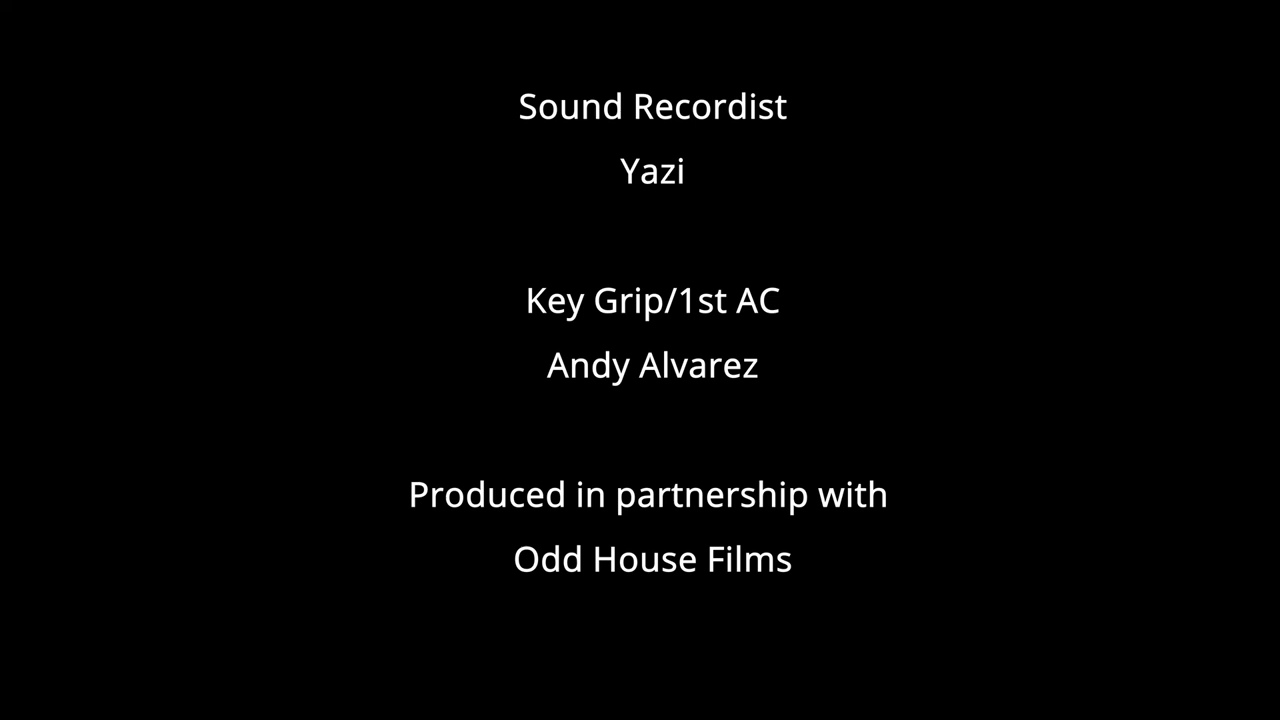 Sound Recordist
Yazi
Key Grip/1st AC
Andy Alvarez
Produced in partnership with
Odd House Films